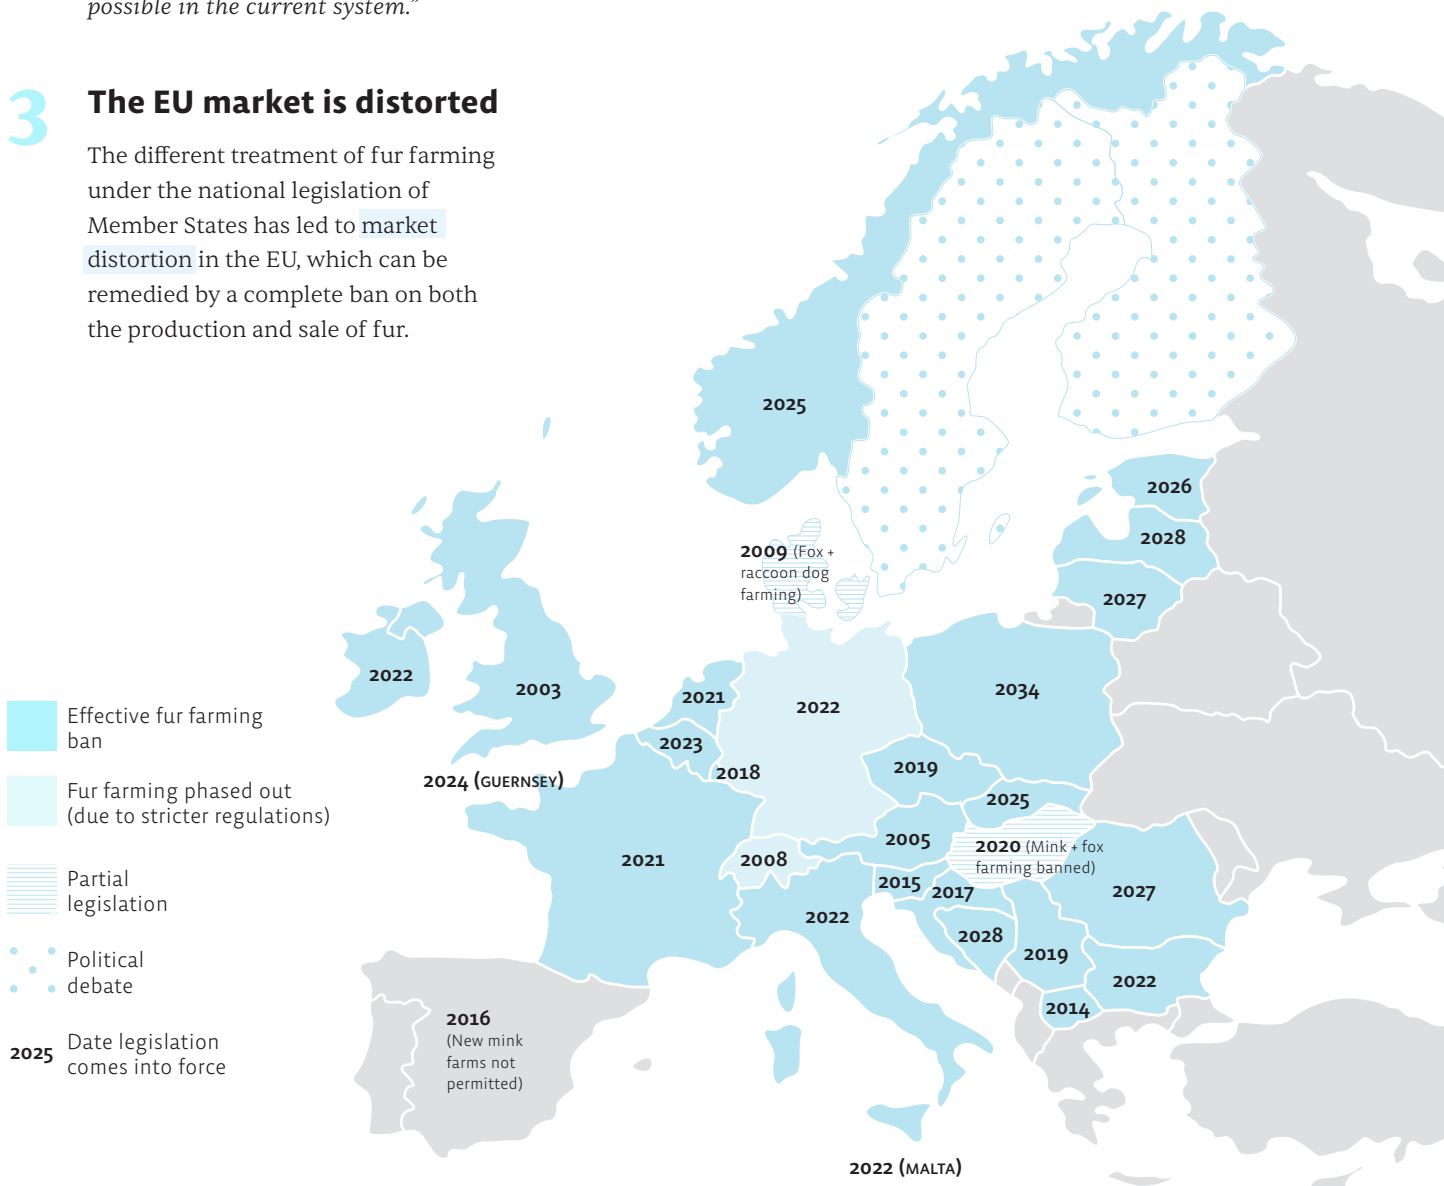 possible in the current system.”
3
The EU market is distorted
The different treatment of fur farming
under the national legislation of
Member States has led to market
distortion in the EU, which can be
remedied by a complete ban on both
the production and sale of fur.
2025
2026
2028
2009 (Fox +
raccoon dog
farming)
2027
2022
2003
2021
2022
2034
2023
2018
2019
2024 (GUERNSEY)
2025
2005
2020 (Mink + fox
farming banned)
2021
2008
2015
2017
2027
2022
2028
2019
2022
2014
2016
(New mink
farms not
permitted)
2022 (MALTA)
Effective fur farming
ban
Fur farming phased out
(due to stricter regulations)
Partial
legislation
Political
debate
2025 Date legislation
comes into force